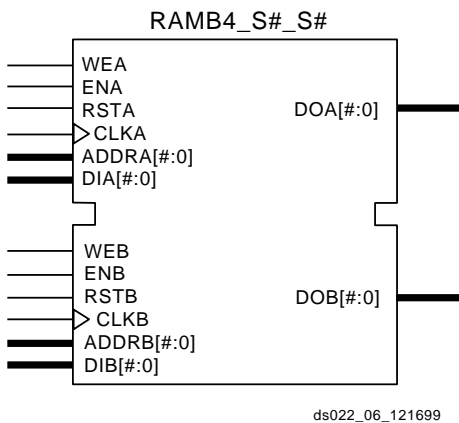 RAMB4_S#_S#
WEA
ENA
RSTA
CLKA
ADDRA[#:0]
DIA[#:0]
DOA[#:0]
WEB
ENB
RSTB
CLKB
ADDRB[#:0]
DIB[#:0]
DOB[#:0]
ds022_06_121699